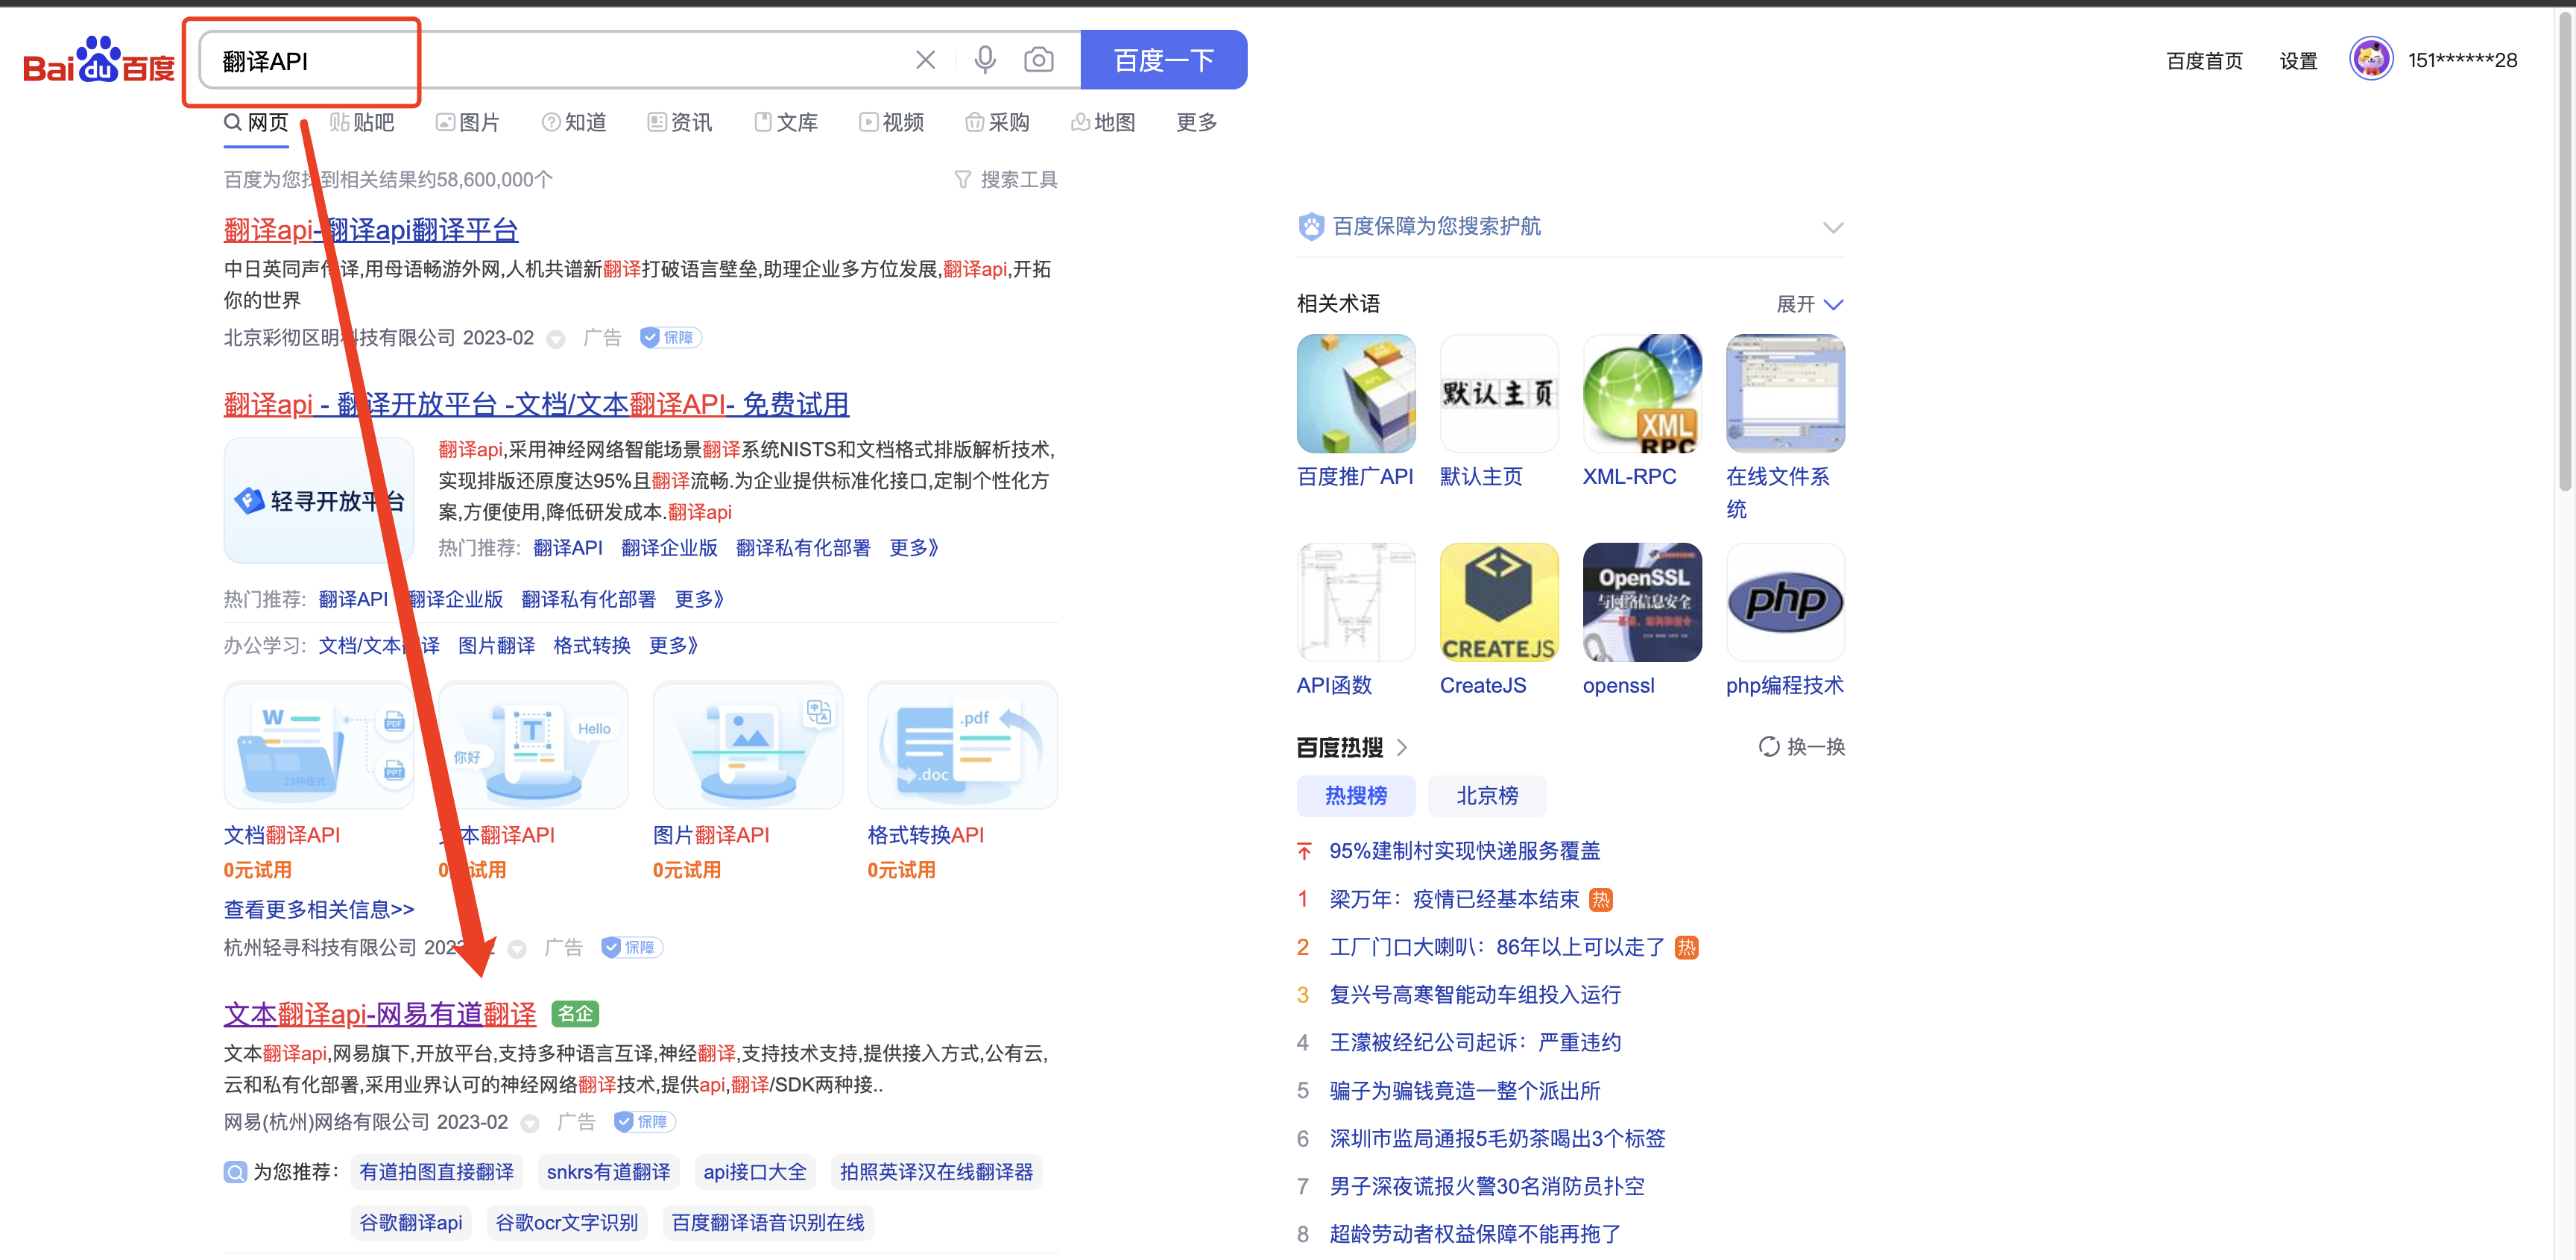 Bai du 百度
翻译API
百度一下
百度首页 设置 151******28
网页 贴吧 图片 知道 资讯 文库 视频 采购 地图 更多
百度为您找到相关结果约58,600,000个 搜索工具
翻译api-翻译api翻译平台
中日英同声传译,用母语畅游外网,人机共谱新翻译打破语言壁垒,助理企业多方位发展,翻译api,开拓
你的世界
北京彩彻区明科技有限公司 2023-02 广告 保障
翻译api - 翻译开放平台 -文档/文本翻译API- 免费试用
轻寻开放平台
翻译api,采用神经网络智能场景翻译系统NISTS和文档格式排版解析技术,
实现排版还原度达95%且翻译流畅.为企业提供标准化接口,定制个性化方
案,方便使用,降低研发成本.翻译api
热门推荐: 翻译API 翻译企业版 翻译私有化部署 更多》
热门推荐: 翻译API 翻译企业版 翻译私有化部署 更多》
办公学习: 文档/文本翻译 图片翻译 格式转换 更多》
W PDF PPT 23种格式
你好 T Hello
中 A
.doc .pdf
文档翻译API 文本翻译API 图片翻译API 格式转换API
0元试用 0元试用 0元试用 0元试用
查看更多相关信息>>
杭州轻寻科技有限公司 2023-02 广告 保障
文本翻译api-网易有道翻译 名企
文本翻译api,网易旗下,开放平台,支持多种语言互译,神经翻译,支持技术支持,提供接入方式,公有云,
云和私有化部署,采用业界认可的神经网络翻译技术,提供api,翻译/SDK两种接..
网易(杭州)网络有限公司 2023-02 广告 保障
为您推荐: 有道拍图直接翻译 snkrs有道翻译 api接口大全 拍照英译汉在线翻译器
谷歌翻译api 谷歌ocr文字识别 百度翻译语音识别在线
百度保障为您搜索护航
相关术语 展开
默认主页 XML RPC
百度推广API 默认主页 XML-RPC 在线文件系
统
CREATEJS OpenSSL 与网络信息安全 php
API函数 CreateJS openssl php编程技术
百度热搜 换一换
热搜榜 北京榜
95%建制村实现快递服务覆盖
1 梁万年：疫情已经基本结束 热
2 工厂门口大喇叭：86年以上可以走了 热
3 复兴号高寒智能动车组投入运行
4 王濛被经纪公司起诉：严重违约
5 骗子为骗钱竟造一整个派出所
6 深圳市监局通报5毛奶茶喝出3个标签
7 男子深夜谎报火警30名消防员扑空
8 超龄劳动者权益保障不能再拖了